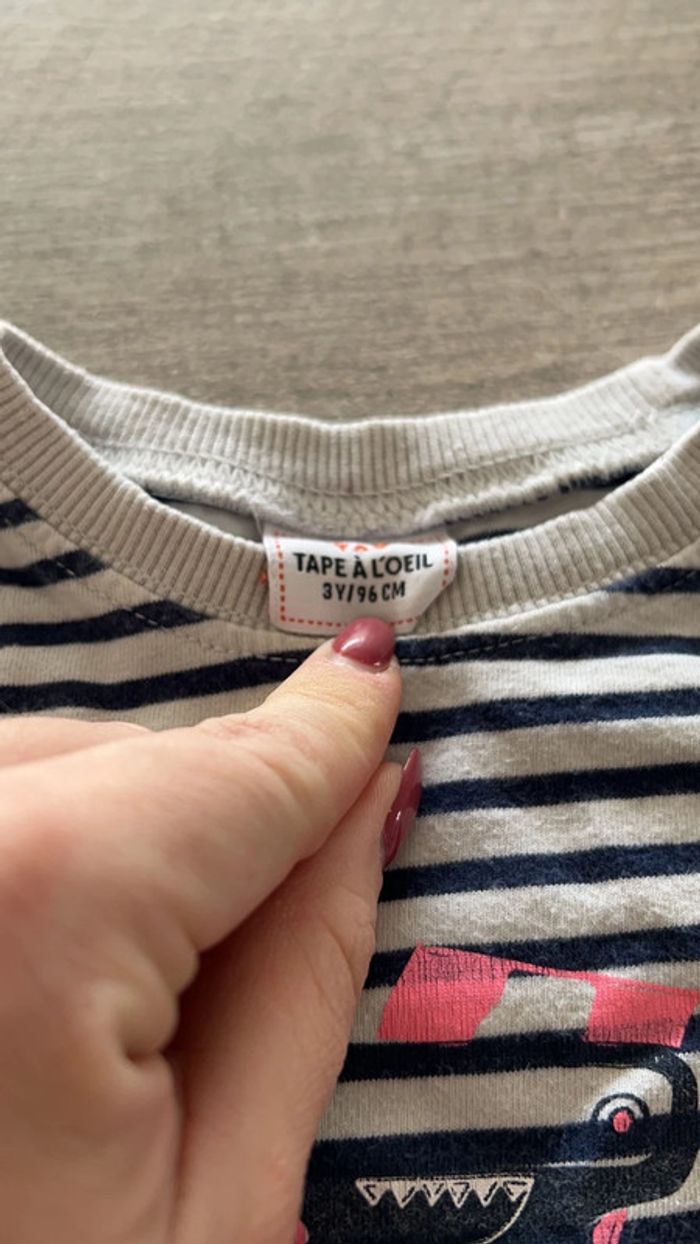 TAPE À L'OEIL
3Y/96 CM